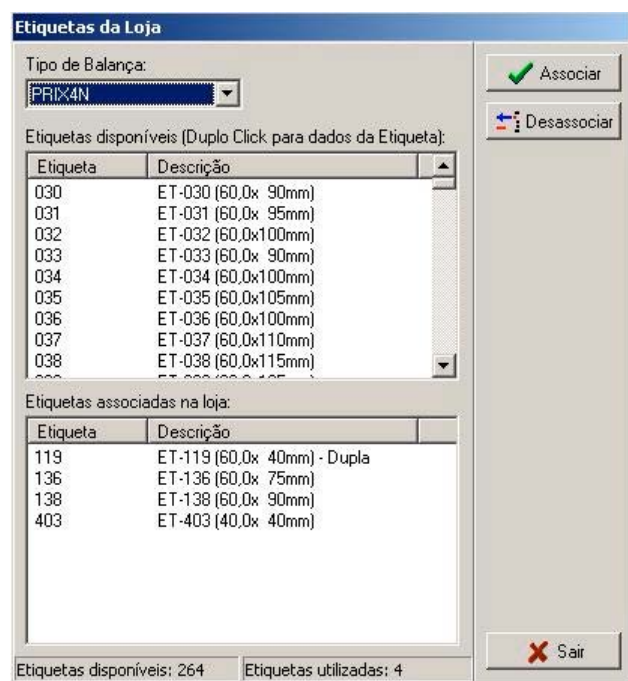 Etiquetas da Loja
Tipo de Balança:
PRIX4N
Associar
Desassociar
Etiquetas disponíveis (Duplo Click para dados da Etiqueta):
Etiqueta Descrição
030 ET-030 (60,0x 90mm)
031 ET-031 (60,0x 95mm)
032 ET-032 (60,0x100mm)
033 ET-033 (60,0x 90mm)
034 ET-034 (60,0x100mm)
035 ET-035 (60,0x105mm)
036 ET-036 (60,0x100mm)
037 ET-037 (60,0x110mm)
038 ET-038 (60,0x115mm)
Etiquetas associadas na loja:
Etiqueta Descrição
119 ET-119 (60,0x 40mm) - Dupla
136 ET-136 (60,0x 75mm)
138 ET-138 (60,0x 90mm)
403 ET-403 (40,0x 40mm)
Sair
Etiquetas disponíveis: 264 Etiquetas utilizadas: 4